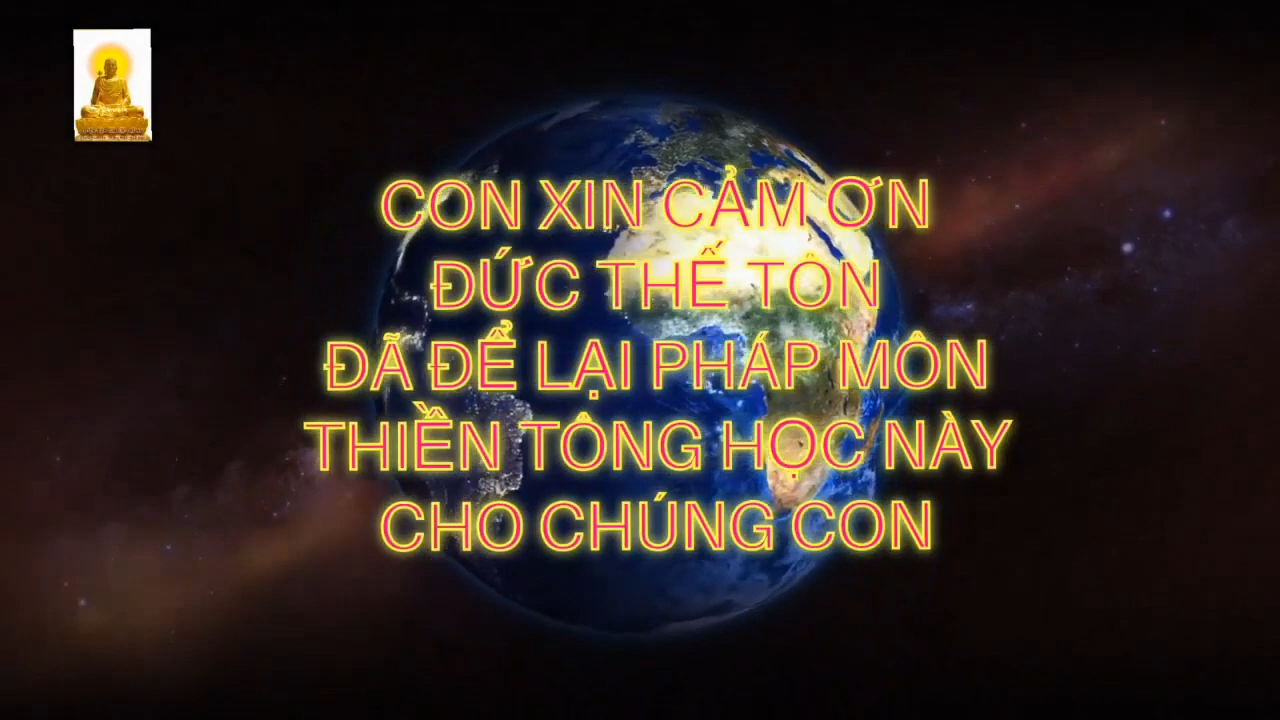 CON XIN CẢM ƠN
ĐỨC THẾ TÔN
ĐÃ ĐỂ LẠI PHÁP MÔN
THIỀN TÔNG HỌC NÀY
CHO CHÚNG CON